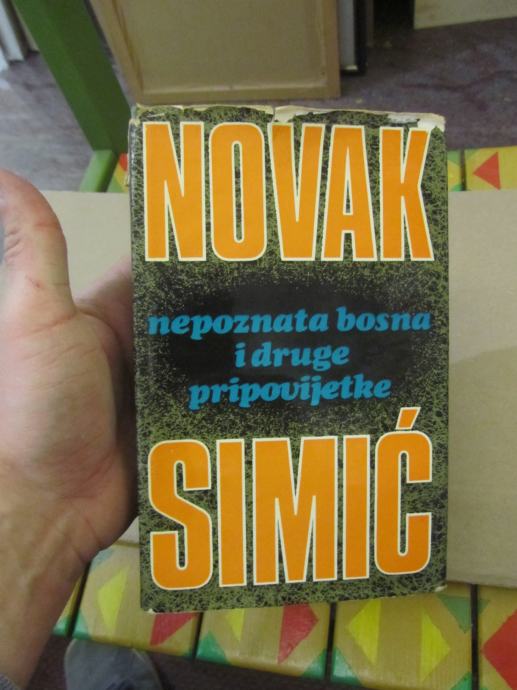 NOVAK
nepoznata bosna
i druge
pripovijetke
SIMIĆ